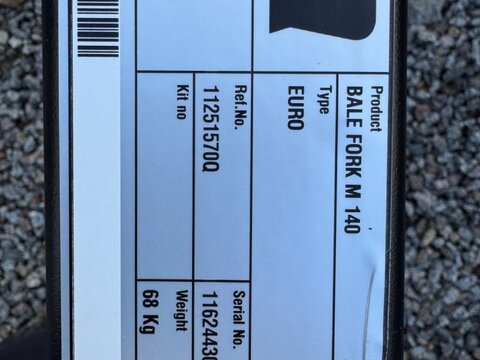 Product
BALE FORK M 140
Type
EURO
Ref.No.
11251570Q
Serial No.
1162443
Kit no
Weight
68 Kg